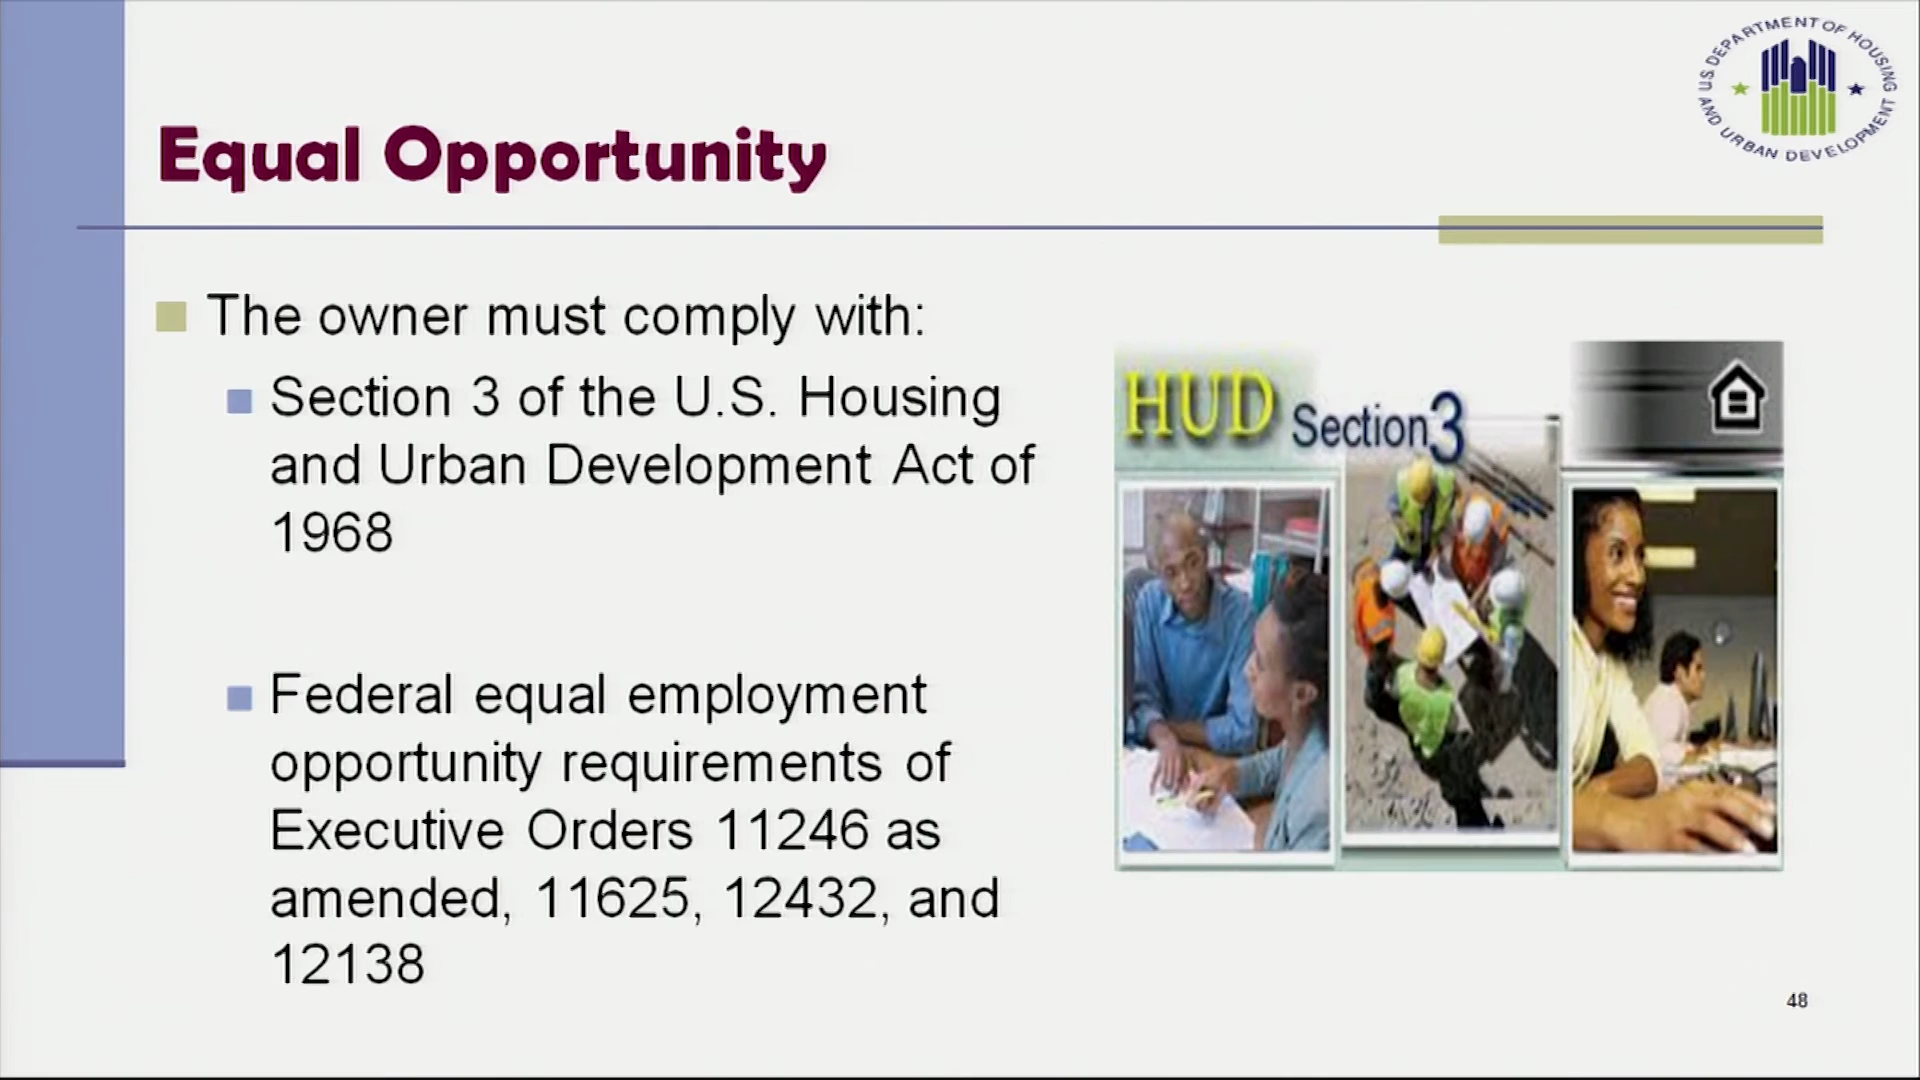 U.S DEPARTMENT OF HOUSING
AND URBAN DEVELOPMENT
Equal Opportunity
The owner must comply with:
Section 3 of the U.S. Housing
and Urban Development Act of
1968
Federal equal employment
opportunity requirements of
Executive Orders 11246 as
amended, 11625, 12432, and
12138
HUD Section3
48